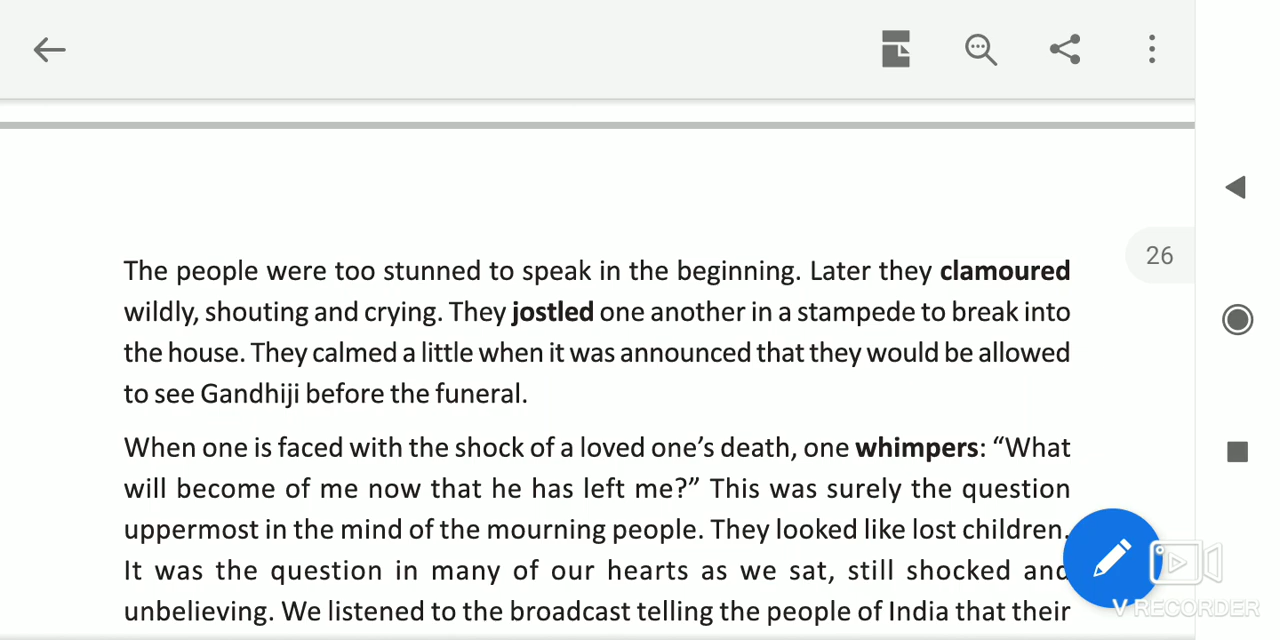 26
The people were too stunned to speak in the beginning. Later they clamoured
wildly, shouting and crying. They jostled one another in a stampede to break into
the house. They calmed a little when it was announced that they would be allowed
to see Gandhiji before the funeral.
When one is faced with the shock of a loved one’s death, one whimpers: “What
will become of me now that he has left me?” This was surely the question
uppermost in the mind of the mourning people. They looked like lost children.
It was the question in many of our hearts as we sat, still shocked and
unbelieving. We listened to the broadcast telling the people of India that their
V RECORDER